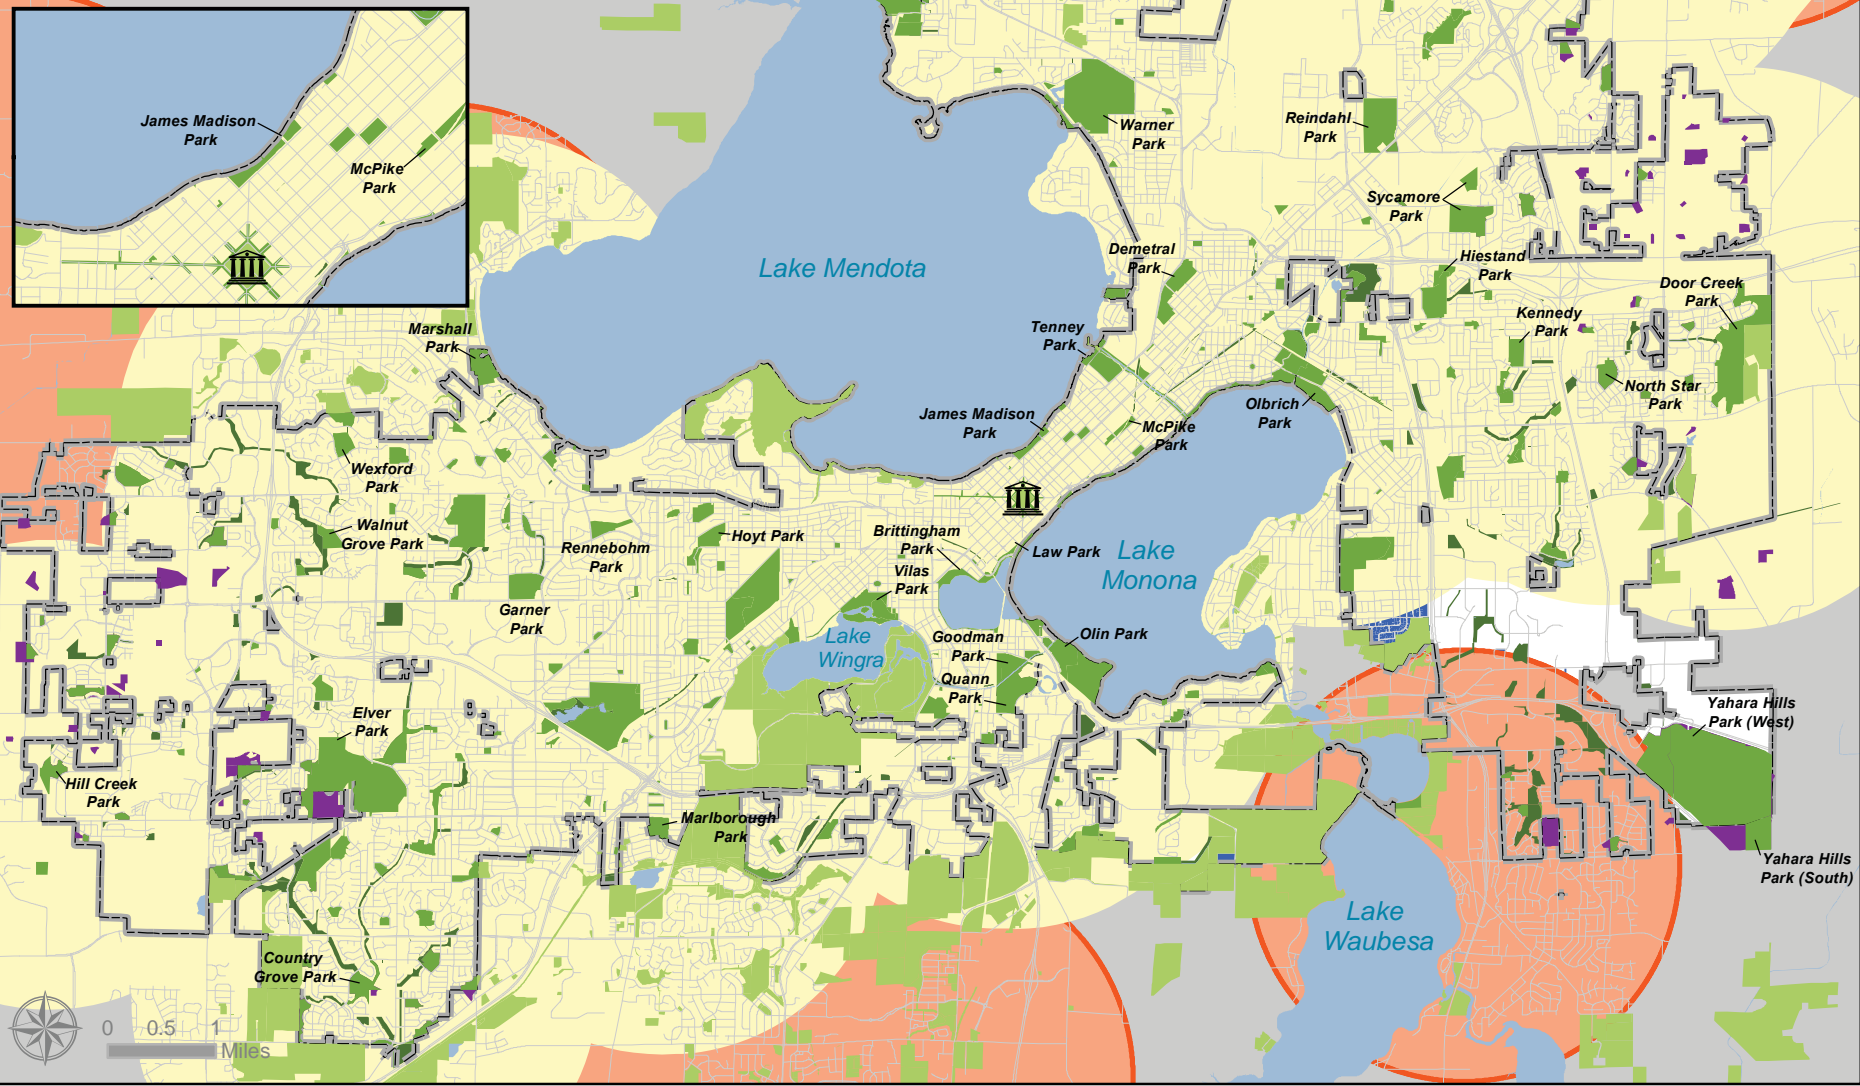 James Madison
Park
McPike
Park
Lake Mendota
Warner
Park
Reindahl
Park
Sycamore
Park
Demetral
Park
Hiestand
Park
Door Creek
Park
Kennedy
Park
Marshall
Park
Tenney
Park
North Star
Park
James Madison
Park
McPike
Park
Olbrich
Park
Wexford
Park
Walnut
Grove Park
Rennebohm
Park
Hoyt Park
Brittingham
Park
Law Park
Lake
Monona
Vilas
Park
Garner
Park
Lake
Wingra
Goodman
Park
Olin Park
Quann
Park
Elver
Park
Yahara Hills
Park (West)
Hill Creek
Park
Marlborough
Park
Yahara Hills
Park (South)
Lake
Waubesa
Country
Grove Park
0 0.5 1
Miles